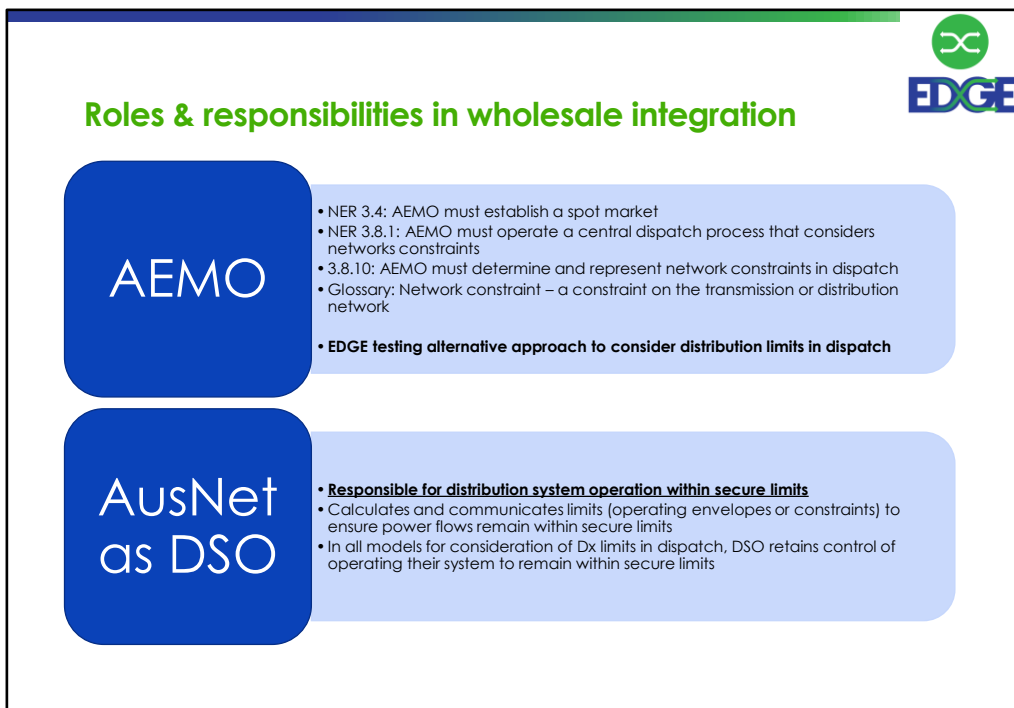 EDGE
Roles & responsibilities in wholesale integration
AEMO
• NER 3.4: AEMO must establish a spot market
• NER 3.8.1: AEMO must operate a central dispatch process that considers
networks constraints
• 3.8.10: AEMO must determine and represent network constraints in dispatch
• Glossary: Network constraint – a constraint on the transmission or distribution
network
• EDGE testing alternative approach to consider distribution limits in dispatch
AusNet
as DSO
• Responsible for distribution system operation within secure limits
• Calculates and communicates limits (operating envelopes or constraints) to
ensure power flows remain within secure limits
• In all models for consideration of Dx limits in dispatch, DSO retains control of
operating their system to remain within secure limits